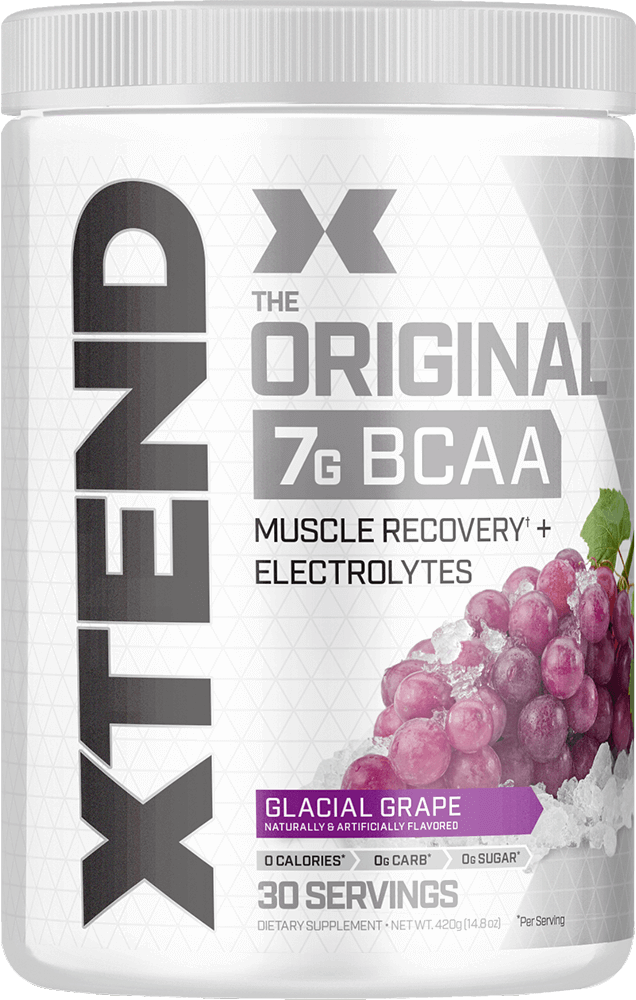 XTEND
THE
ORIGINAL
7G BCAA
MUSCLE RECOVERY† +
ELECTROLYTES
GLACIAL GRAPE
NATURALLY & ARTIFICIALLY FLAVORED
0 CALORIES* 0G CARB* 0G SUGAR*
30 SERVINGS
DIETARY SUPPLEMENT • NET WT. 420g (14.8 oz) *Per Serving